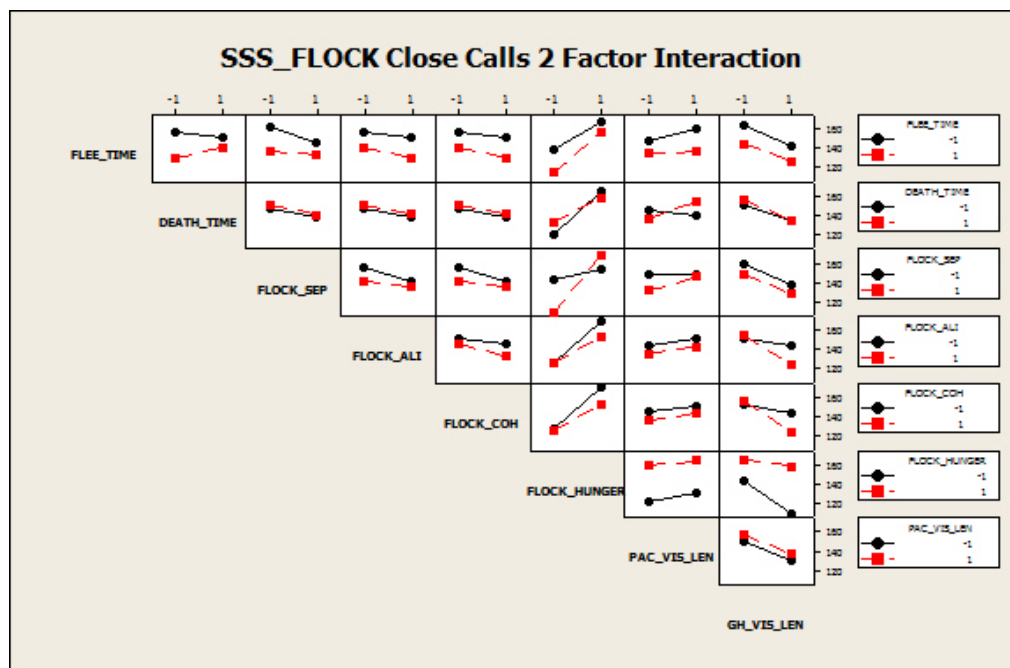 SSS_FLOCK Close Calls 2 Factor Interaction
-1 1 -1 1 -1 1 -1 1 -1 1 -1 1 -1 1
FLEE_TIME
160
140
120
FLEE_TIME
-1
1
DEATH_TIME
160
140
120
DEATH_TIME
-1
1
FLOCK_SEP
160
140
120
FLOCK_SEP
-1
1
FLOCK_ALI
160
140
120
FLOCK_ALI
-1
1
FLOCK_COH
160
140
120
FLOCK_COH
-1
1
FLOCK_HUNGER
160
140
120
FLOCK_HUNGER
-1
1
PAC_VIS_LEN
160
140
120
PAC_VIS_LEN
-1
1
GH_VIS_LEN